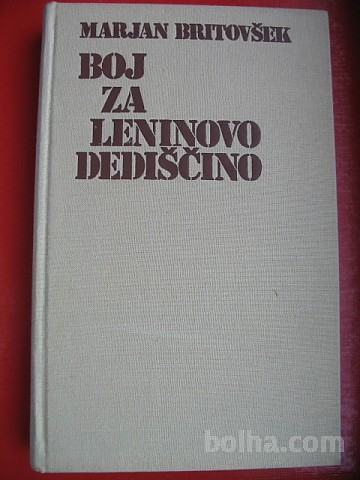 MARJAN BRITOVŠEK
BOJ
ZA
LENINOVO
DEDIŠČINO
bolha.com